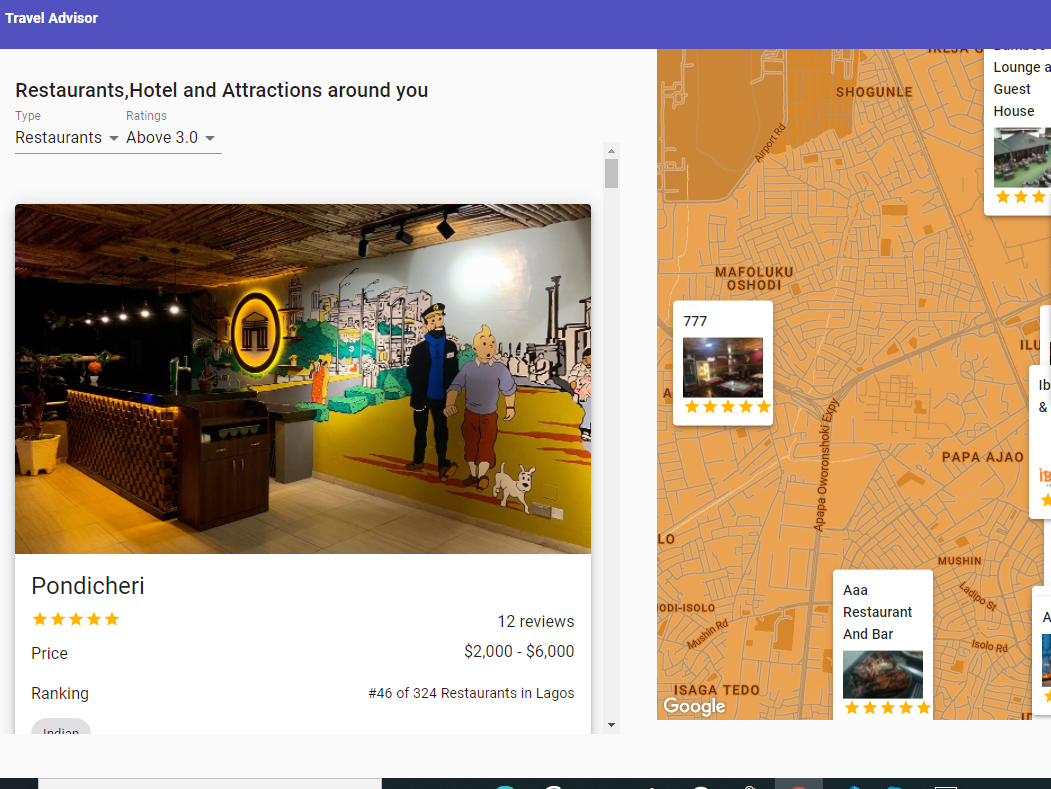 Travel Advisor
Restaurants,Hotel and Attractions around you
Type
Ratings
Restaurants
Above 3.0
Pondicheri
12 reviews
Price
$2,000 - $6,000
Ranking
#46 of 324 Restaurants in Lagos
Indian
SHOGUNLE
Lounge a
Guest
House
Airport Rd
MAFOLUKU
OSHODI
777
ILU
Ib
&
Apapa Oworonshoki Expy
PAPA AJAO
LO
MUSHIN
Aaa
Restaurant
And Bar
Ladipo St
ODI-ISOLO
Mushin Rd
Isolo Rd
A
ISAGA TEDO
Google